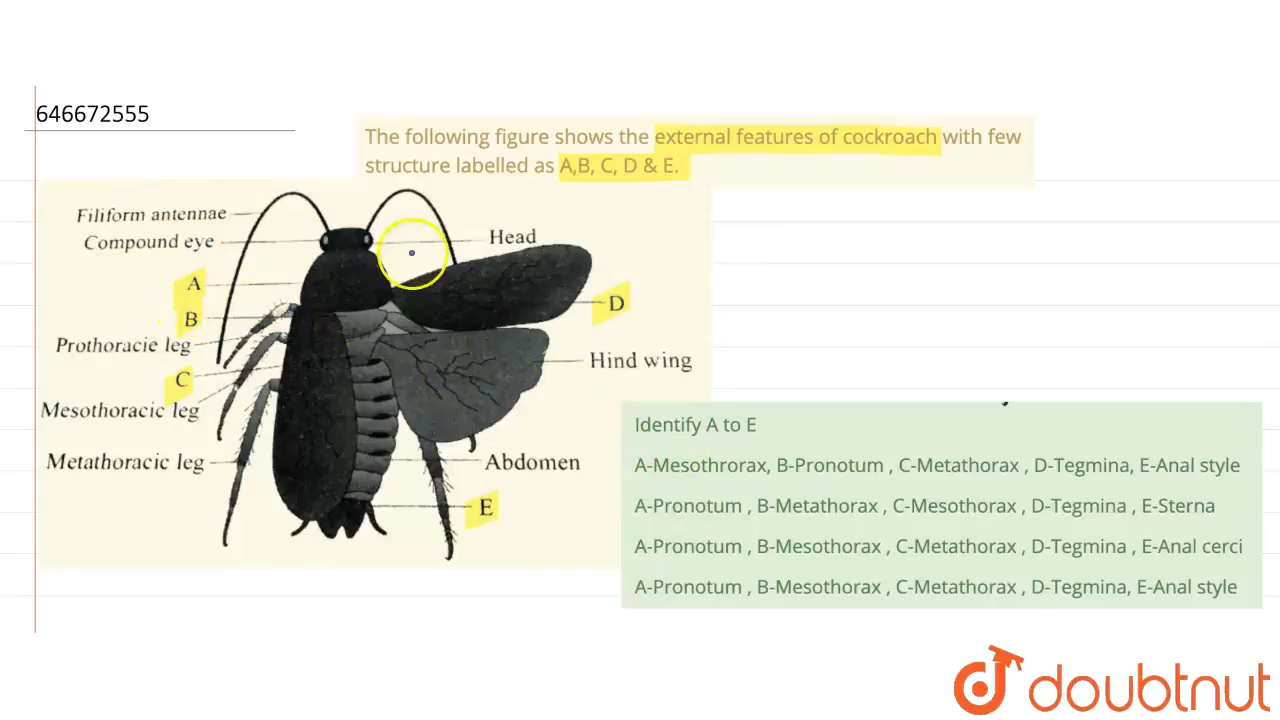 646672555
The following figure shows the external features of cockroach with few
structure labelled as A,B, C, D & E.
Filiform antennae
Compound eye
Head
A
D
B
Prothoracie leg
Hind wing
C
Mesothoracic leg
Metathoracic leg
Abdomen
E
Identify A to E
A-Mesothrorax, B-Pronotum , C-Metathorax , D-Tegmina, E-Anal style
A-Pronotum , B-Metathorax , C-Mesothorax , D-Tegmina , E-Sterna
A-Pronotum , B-Mesothorax , C-Metathorax , D-Tegmina , E-Anal cerci
A-Pronotum , B-Mesothorax , C-Metathorax , D-Tegmina, E-Anal style
doubtnut